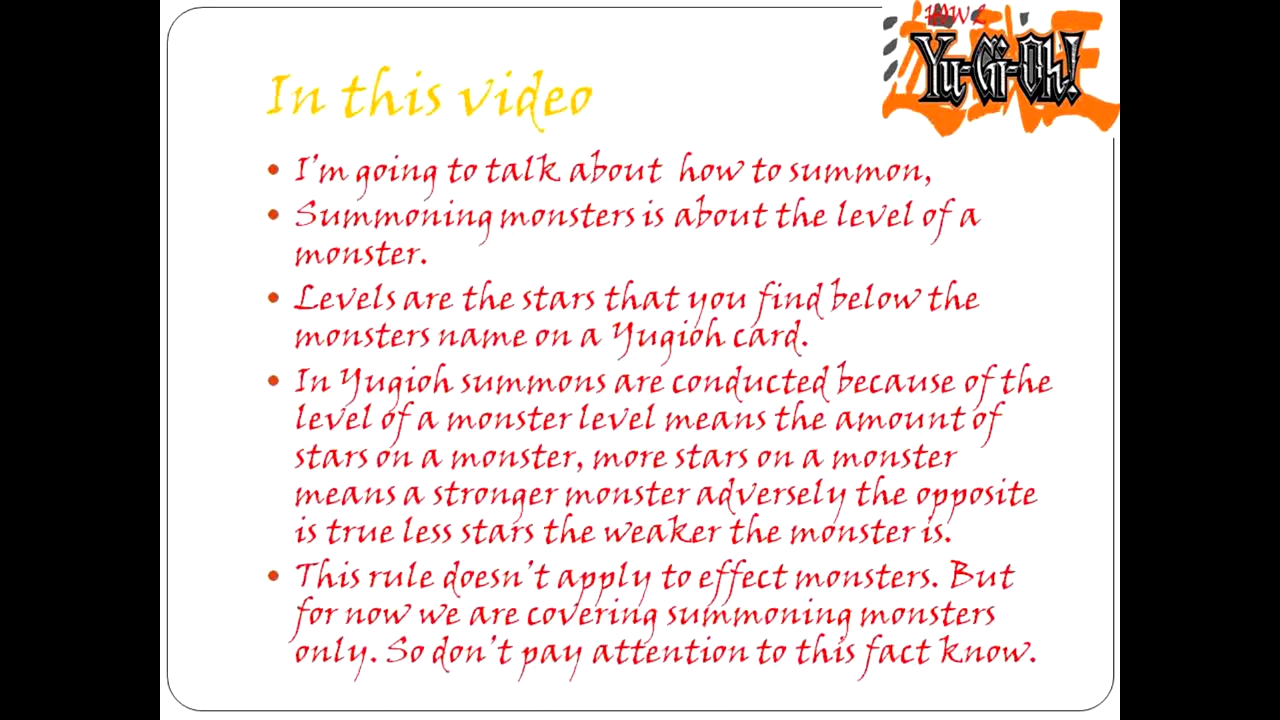 In this video
Yu-Gi-Oh!
• I'm going to talk about how to summon,
• Summoning monsters is about the level of a
monster.
• Levels are the stars that you find below the
monsters name on a Yugioh card.
• In Yugioh summons are conducted because of the
level of a monster level means the amount of
stars on a monster, more stars on a monster
means a stronger monster adversely the opposite
is true less stars the weaker the monster is.
• This rule doesn't apply to effect monsters. But
for now we are covering summoning monsters
only. So don't pay attention to this fact know.